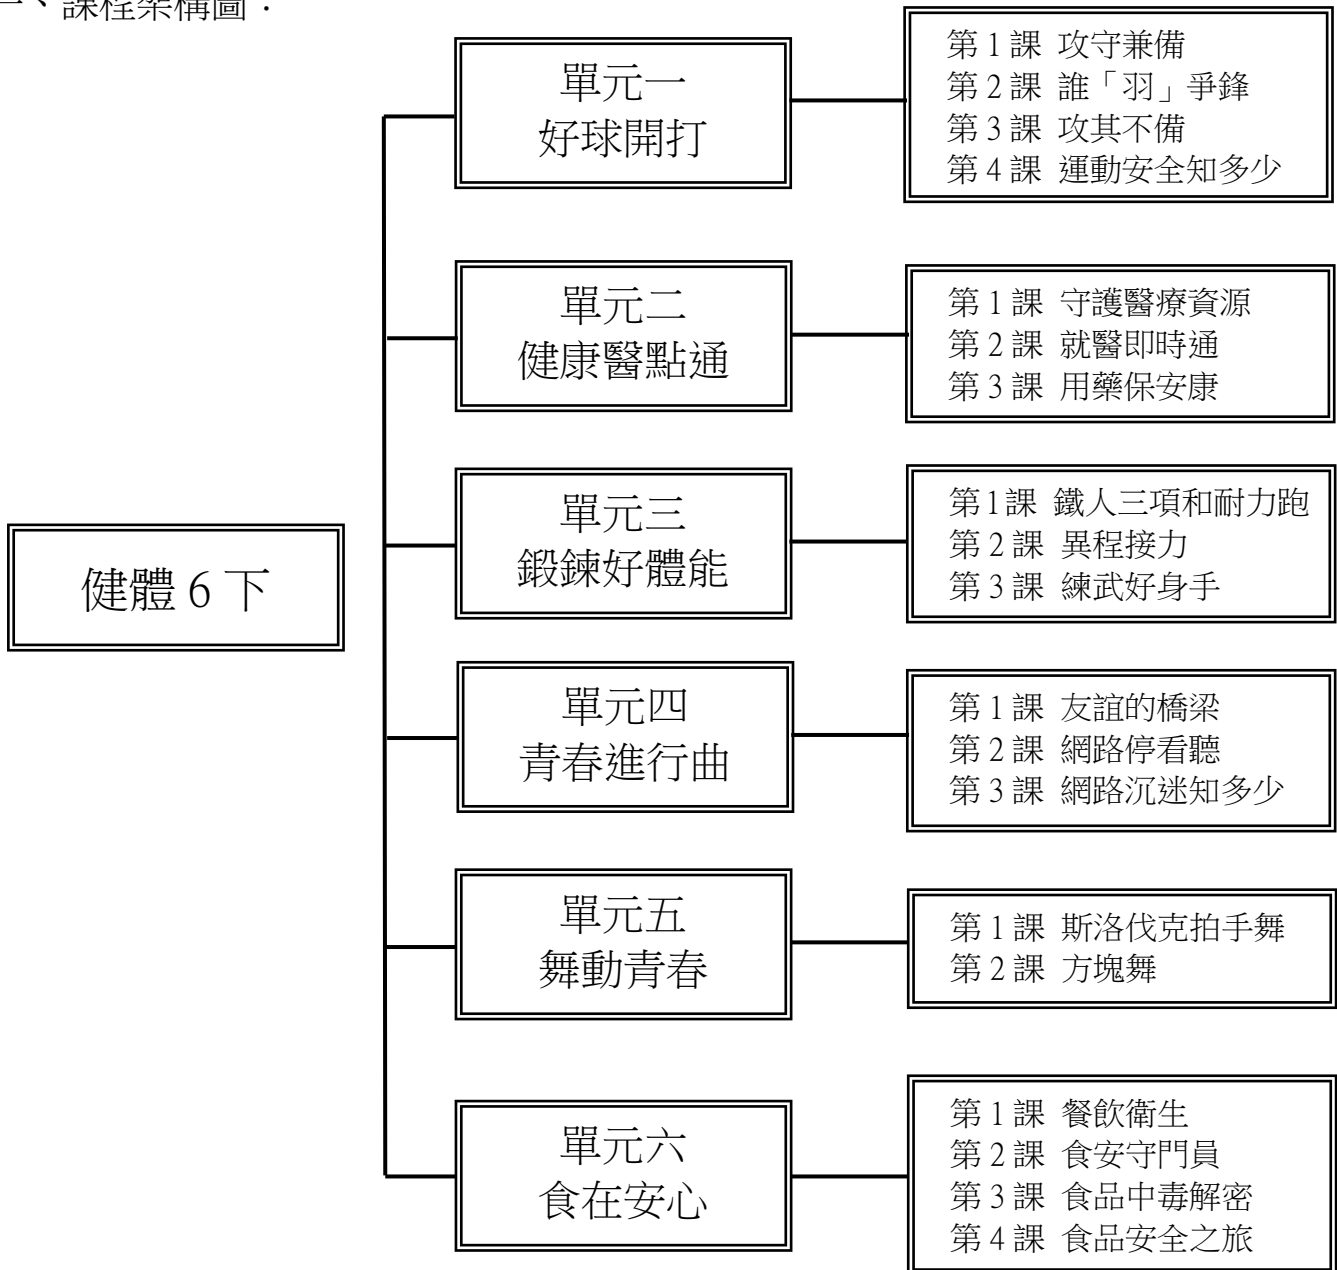 、課程架構圖：
單元一
好球開打
第 1 課 攻守兼備
第 2 課 誰「羽」爭鋒
第 3 課 攻其不備
第 4 課 運動安全知多少
單元二
健康醫點通
第 1 課 守護醫療資源
第 2 課 就醫即時通
第 3 課 用藥保安康
健體 6 下
單元三
鍛鍊好體能
第 1 課 鐵人三項和耐力跑
第 2 課 異程接力
第 3 課 練武好身手
單元四
青春進行曲
第 1 課 友誼的橋梁
第 2 課 網路停看聽
第 3 課 網路沉迷知多少
單元五
舞動青春
第 1 課 斯洛伐克拍手舞
第 2 課 方塊舞
單元六
食在安心
第 1 課 餐飲衛生
第 2 課 食安守門員
第 3 課 食品中毒解密
第 4 課 食品安全之旅